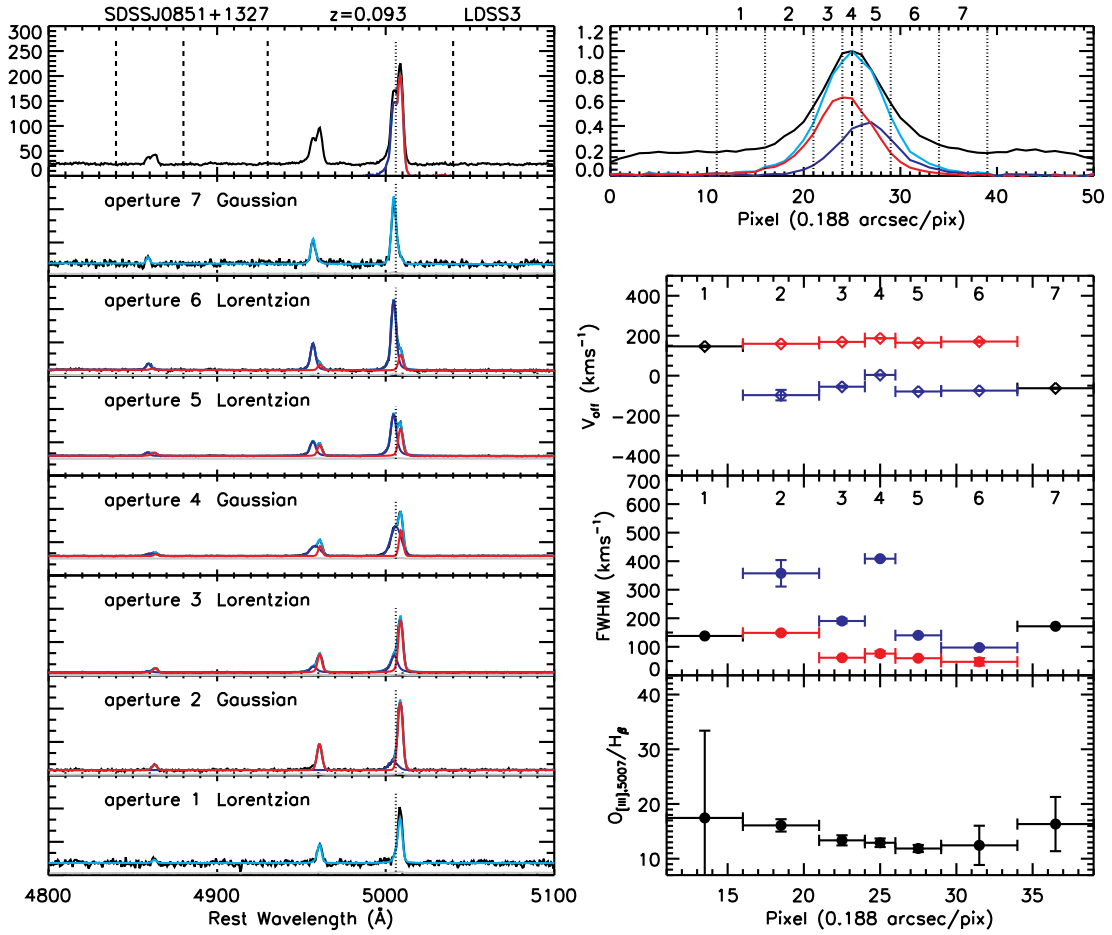 SDSSJ0851+1327 z=0.093 LDSS3
300
250
200
150
100
50
0
aperture 7 Gaussian
aperture 6 Lorentzian
aperture 5 Lorentzian
aperture 4 Gaussian
aperture 3 Lorentzian
aperture 2 Gaussian
aperture 1 Lorentzian
4800 4900 5000 5100
Rest Wavelength (Å)
1 2 3 4 5 6 7
1.2
1.0
0.8
0.6
0.4
0.2
0.0
0 10 20 30 40 50
Pixel (0.188 arcsec/pix)
1 2 3 4 5 6 7
400
200
0
−200
−400
Voff (kms−1)
1 2 3 4 5 6 7
700
600
500
400
300
200
100
0
FWHM (kms−1)
40
30
20
10
O[III],5007/Hβ
15 20 25 30 35
Pixel (0.188 arcsec/pix)